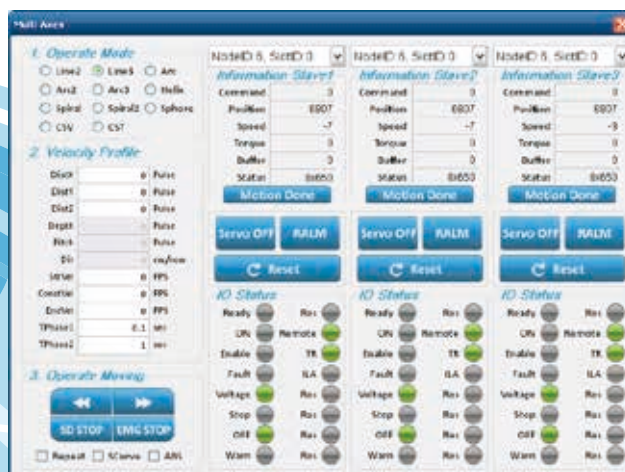 Multi Axes
1. Operate Mode
Line2 Line3 Arc
Arc2 Arc3 Helix
Spiral Spiral2 Sphere
CSV CST
2. Velocity Profile
0 Pulse
Dist1 0 Pulse
Dist2 0 Pulse
Depth Pulse
Pitch Pulse
Dir
StrVel 0 PPS
ConstVel 0 PPS
EndVel 0 PPS
TPhase1 0.1 sec
TPhase2 1 sec
3. Operate Moving
SD STOP EMG STOP
Repeat SCurve ABS
NodeID: 6, SlotID: 0
Information Slave1
Command 0
Position 6807
Speed -7
Torque 0
Buffer 0
Status 0x650
Motion Done
Servo OFF RALM
Reset
IO Status
Ready Res
ON Remote
Enable TR
Fault ILA
Voltage Res
Stop Res
OFF Res
Warn Res
NodeID: 6, SlotID: 0
Information Slave2
Command 0
Position 6807
Speed -7
Torque 0
Buffer 0
Status 0x650
Motion Done
Servo OFF RALM
Reset
IO Status
Ready Res
ON Remote
Enable TR
Fault ILA
Voltage Res
Stop Res
OFF Res
Warn Res
NodeID: 6, SlotID: 0
Information Slave3
Command 0
Position 6807
Speed
Torque 0
Buffer 0
Status 0x650
Motion Done
Servo OFF RALM
Reset
IO Status
Ready Res
ON Remote
Enable TR
Fault ILA
Voltage Res
Stop Res
OFF Res
Warn Res